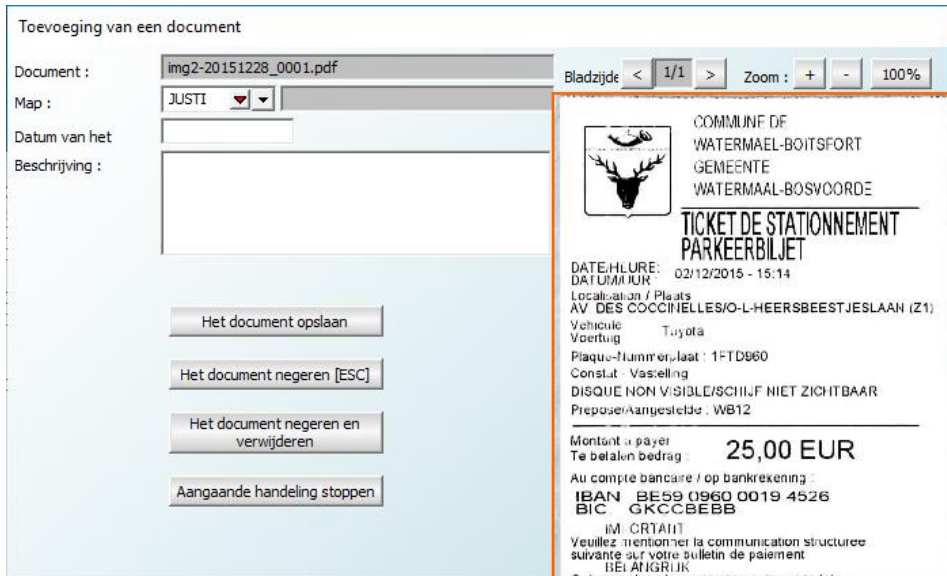 Toevoeging van een document
Document :
img2-20151228_0001.pdf
Map :
JUSTI
Datum van het
Beschrijving :
Het document opslaan
Het document negeren [ESC]
Het document negeren en
verwijderen
Aangaande handeling stoppen
Bladzijde < 1/1 > Zoom : + - 100%
COMMUNE DE
WATERMAEL-BOITSFORT
GEMEENTE
WATERMAAL-BOSVOORDE
TICKET DE STATIONNEMENT
PARKEERBILJET
DATE/HEURE:
DATUM/UUR : 02/12/2015 - 15:14
Localisation / Plaats
AV DES COCCINELLES/O-L-HEERSBEESTJESLAAN (Z1)
Vehicule
Voertuig Toyota
Plaque-Nummerplaat : 1FTD960
Constat - Vastelling
DISQUE NON VISIBLE/SCHIJF NIET ZICHTBAAR
Prepose/Aangestelde : WB12
Montant a payer
Te betalen bedrag : 25,00 EUR
Au compte bancaire / op bankrekening :
IBAN BE59 0960 0019 4526
BIC GKCCBEBB
IMPORTANT
Veuillez mentionner la communication structuree
suivante sur votre bulletin de paiement
BELANGRIJK